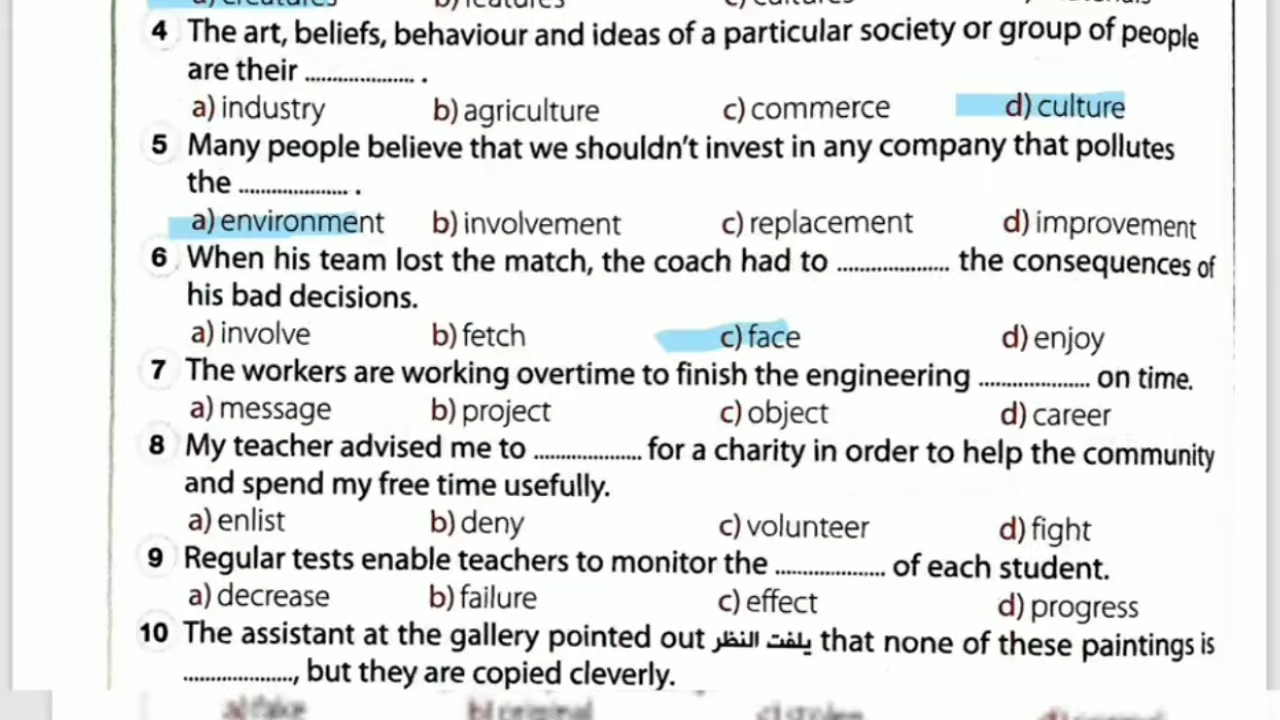 4 The art, beliefs, behaviour and ideas of a particular society or group of people
are their .................... .
a) industry b) agriculture c) commerce d) culture
5 Many people believe that we shouldn't invest in any company that pollutes
the .................... .
a) environment b) involvement c) replacement d) improvement
6 When his team lost the match, the coach had to .................... the consequences of
his bad decisions.
a) involve b) fetch c) face d) enjoy
7 The workers are working overtime to finish the engineering .................... on time.
a) message b) project c) object d) career
8 My teacher advised me to .................... for a charity in order to help the community
and spend my free time usefully.
a) enlist b) deny c) volunteer d) fight
9 Regular tests enable teachers to monitor the .................... of each student.
a) decrease b) failure c) effect d) progress
10 The assistant at the gallery pointed out يلفت النظر that none of these paintings is
...................., but they are copied cleverly.
a) fake b) original c) stolen